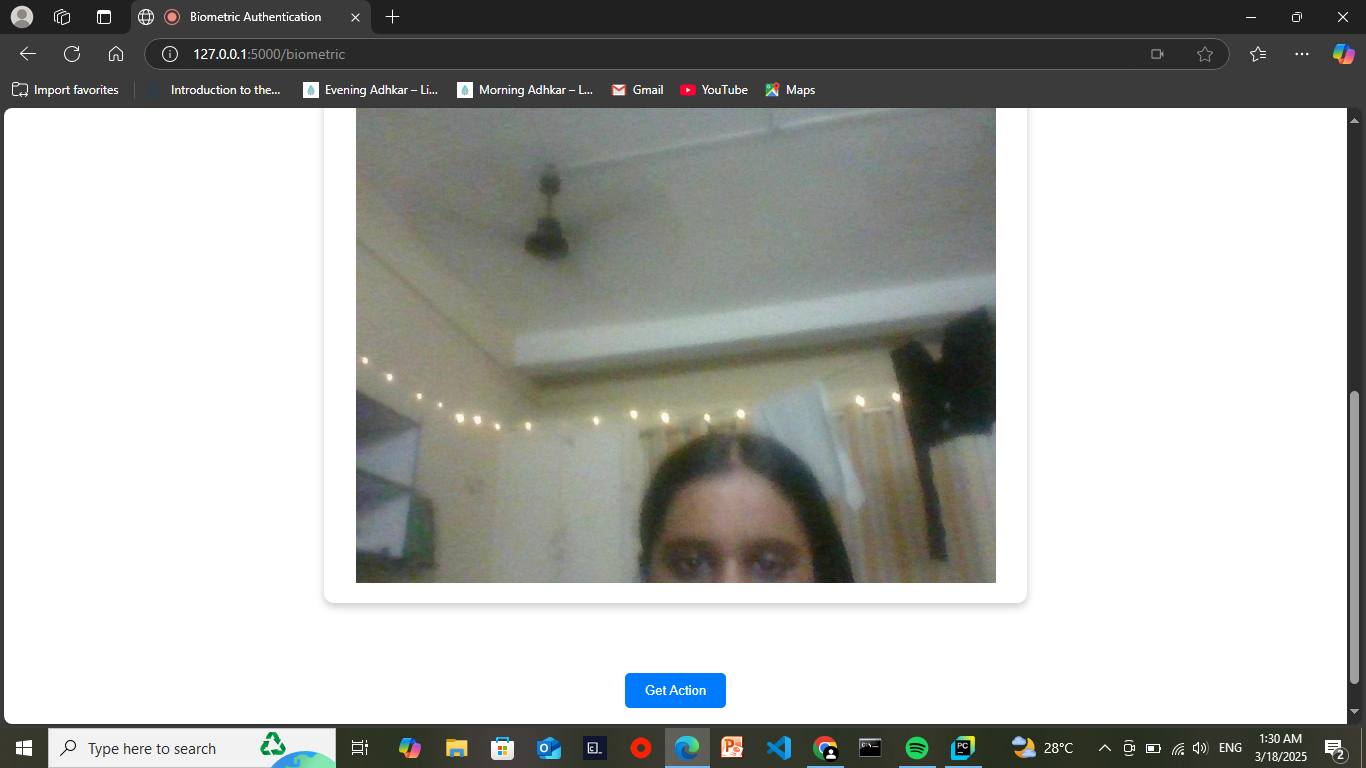 Biometric Authentication
127.0.0.1:5000/biometric
Import favorites
Introduction to the...
Evening Adhkar – Li...
Morning Adhkar – L...
Gmail
YouTube
Maps
Get Action
Type here to search
28°C
ENG
1:30 AM
3/18/2025
2